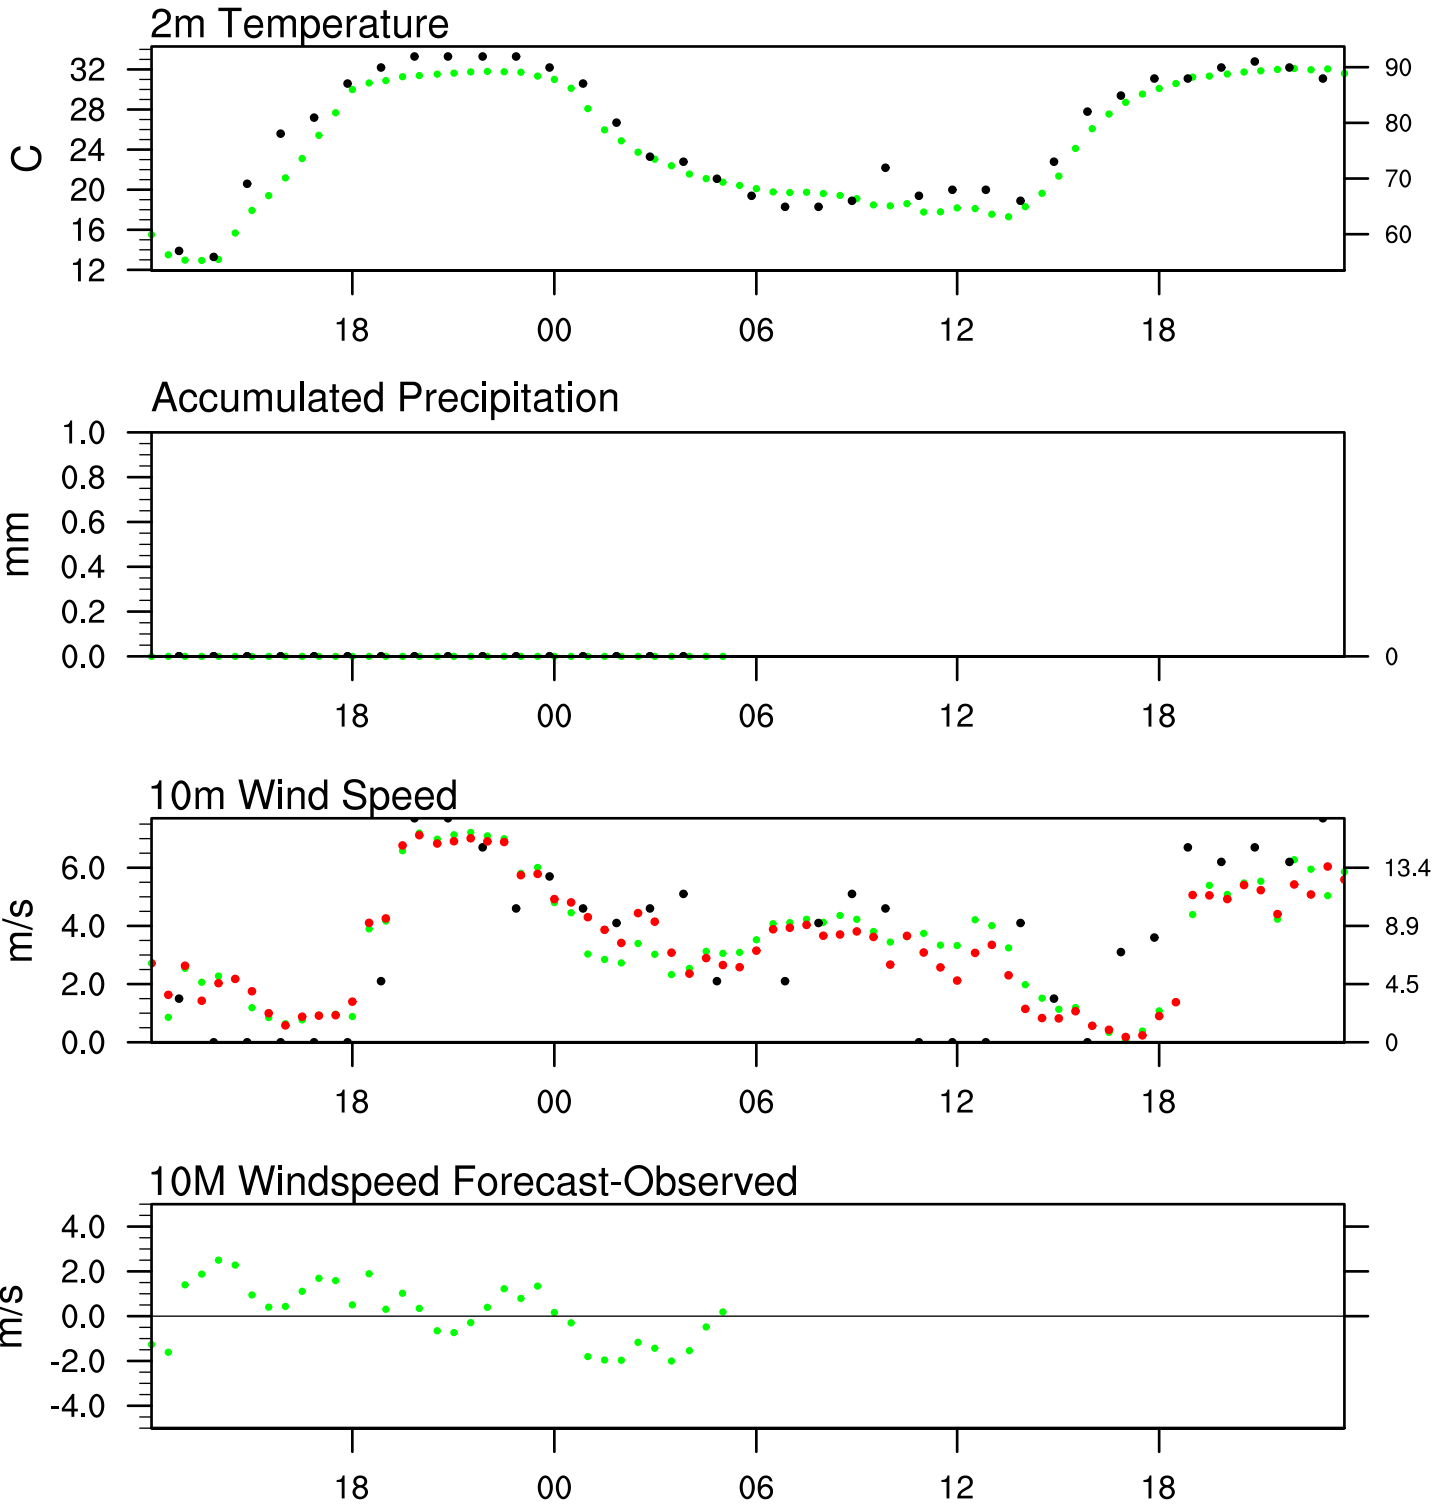 2m Temperature
32
28
24
20
16
12
C
90
80
70
60
18 00 06 12 18
Accumulated Precipitation
1.0
0.8
0.6
0.4
0.2
0.0
mm
0
18 00 06 12 18
10m Wind Speed
6.0
4.0
2.0
0.0
m/s
13.4
8.9
4.5
0
18 00 06 12 18
10M Windspeed Forecast-Observed
4.0
2.0
0.0
-2.0
-4.0
m/s
18 00 06 12 18